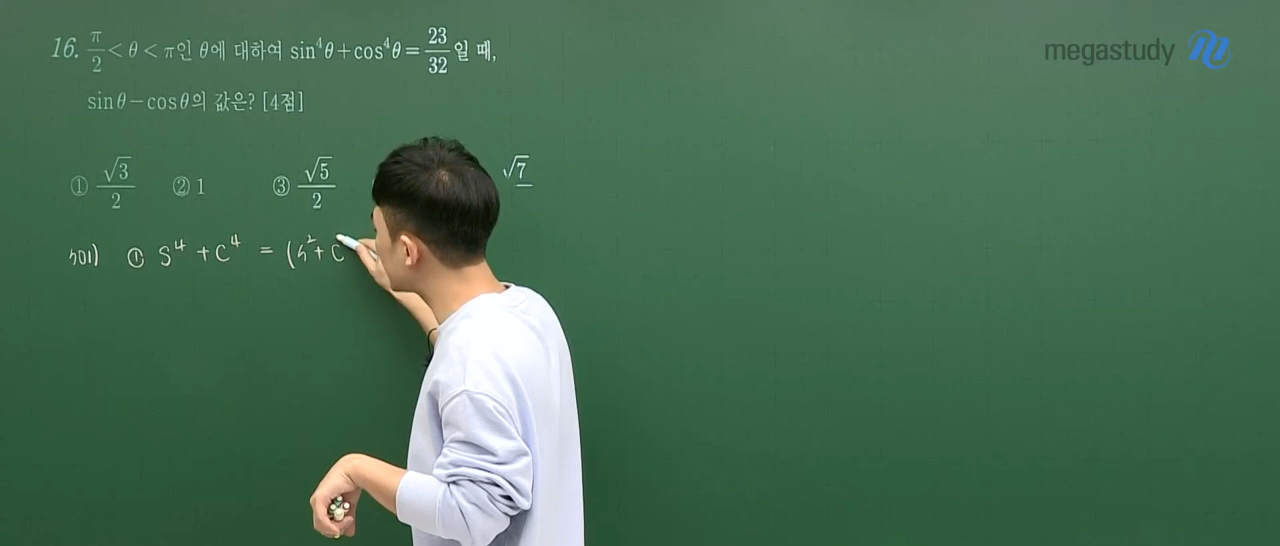 megastudy
16. π/2 < θ < π인 θ에 대하여 sin⁴θ+cos⁴θ = 23/32 일 때,
sinθ − cosθ의 값은? [4점]
① √3/2 ② 1 ③ √5/2 √7
① S⁴ + C⁴ = (S² + C